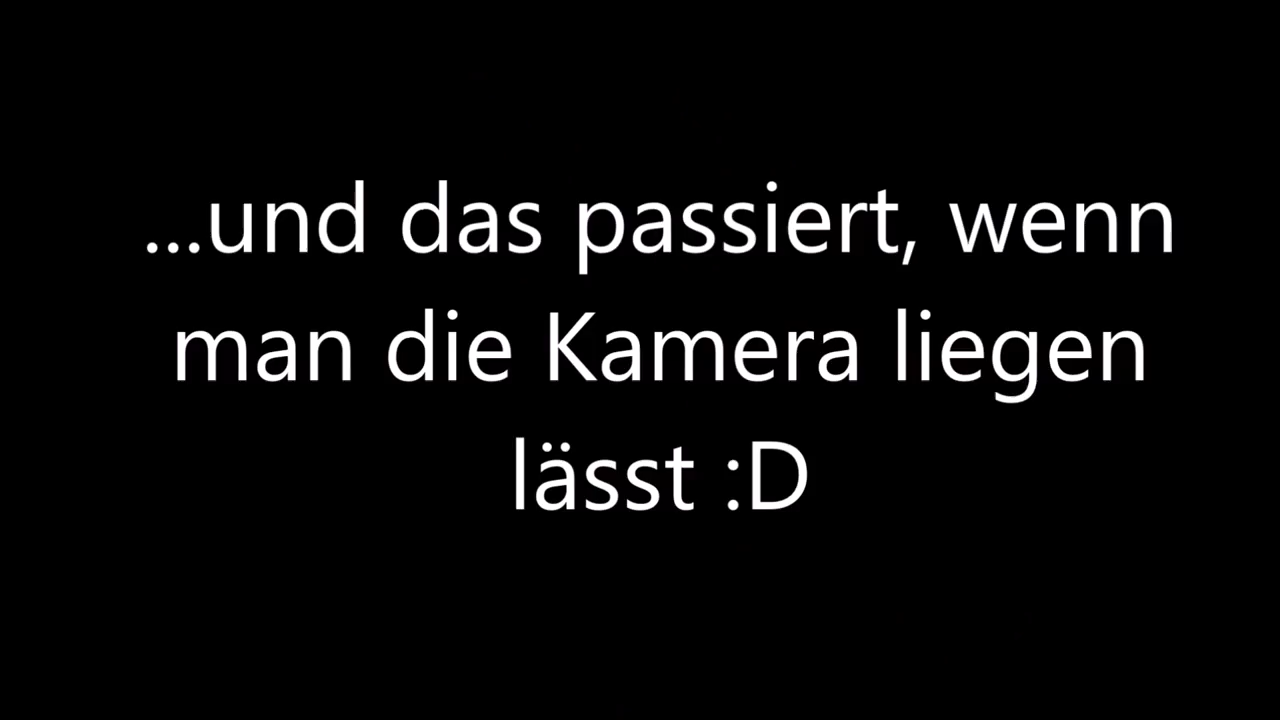 ...und das passiert, wenn
man die Kamera liegen
lässt :D